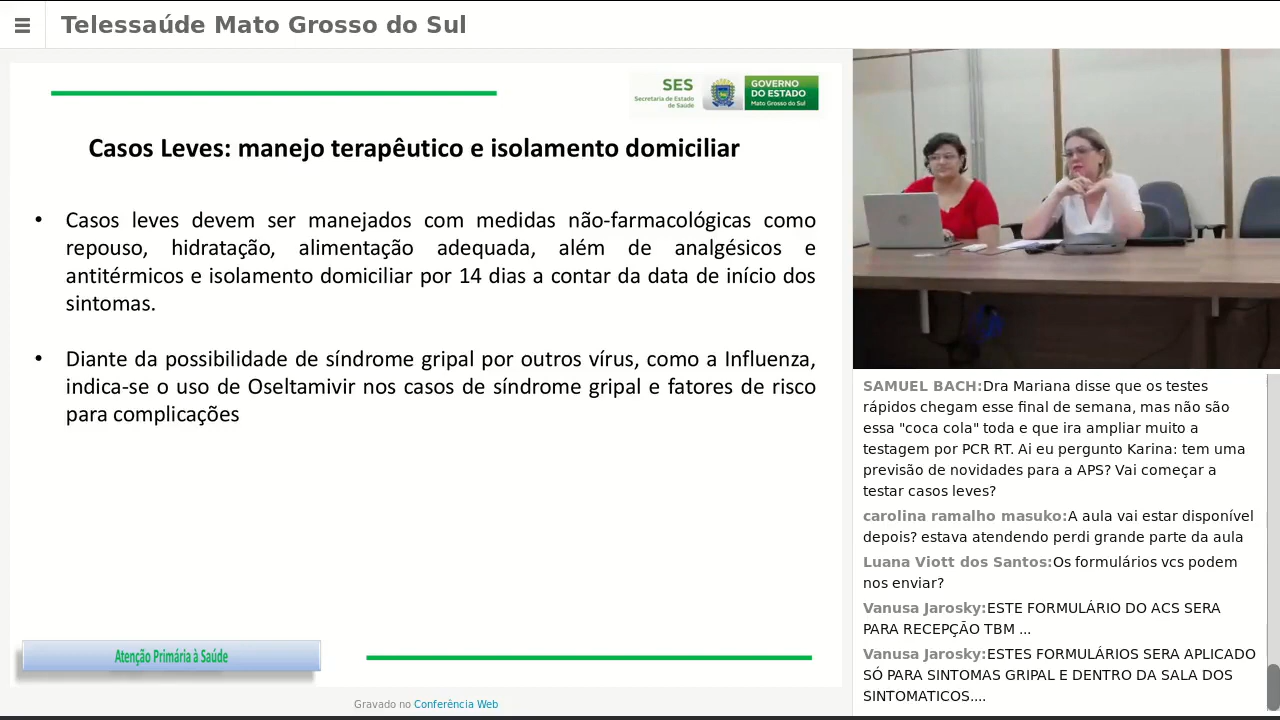 Telessaúde Mato Grosso do Sul
SES
Secretaria de Estado
de Saúde
GOVERNO
DO ESTADO
Mato Grosso do Sul
Casos Leves: manejo terapêutico e isolamento domiciliar
• Casos leves devem ser manejados com medidas não-farmacológicas como
repouso, hidratação, alimentação adequada, além de analgésicos e
antitérmicos e isolamento domiciliar por 14 dias a contar da data de início dos
sintomas.
• Diante da possibilidade de síndrome gripal por outros vírus, como a Influenza,
indica-se o uso de Oseltamivir nos casos de síndrome gripal e fatores de risco
para complicações
Atenção Primária à Saúde
Gravado no Conferência Web
SAMUEL BACH:Dra Mariana disse que os testes
rápidos chegam esse final de semana, mas não são
essa "coca cola" toda e que ira ampliar muito a
testagem por PCR RT. Ai eu pergunto Karina: tem uma
previsão de novidades para a APS? Vai começar a
testar casos leves?
carolina ramalho masuko:A aula vai estar disponível
depois? estava atendendo perdi grande parte da aula
Luana Viott dos Santos:Os formulários vcs podem
nos enviar?
Vanusa Jarosky:ESTE FORMULÁRIO DO ACS SERA
PARA RECEPÇÃO TBM ...
Vanusa Jarosky:ESTES FORMULÁRIOS SERA APLICADO
SÓ PARA SINTOMAS GRIPAL E DENTRO DA SALA DOS
SINTOMATICOS....